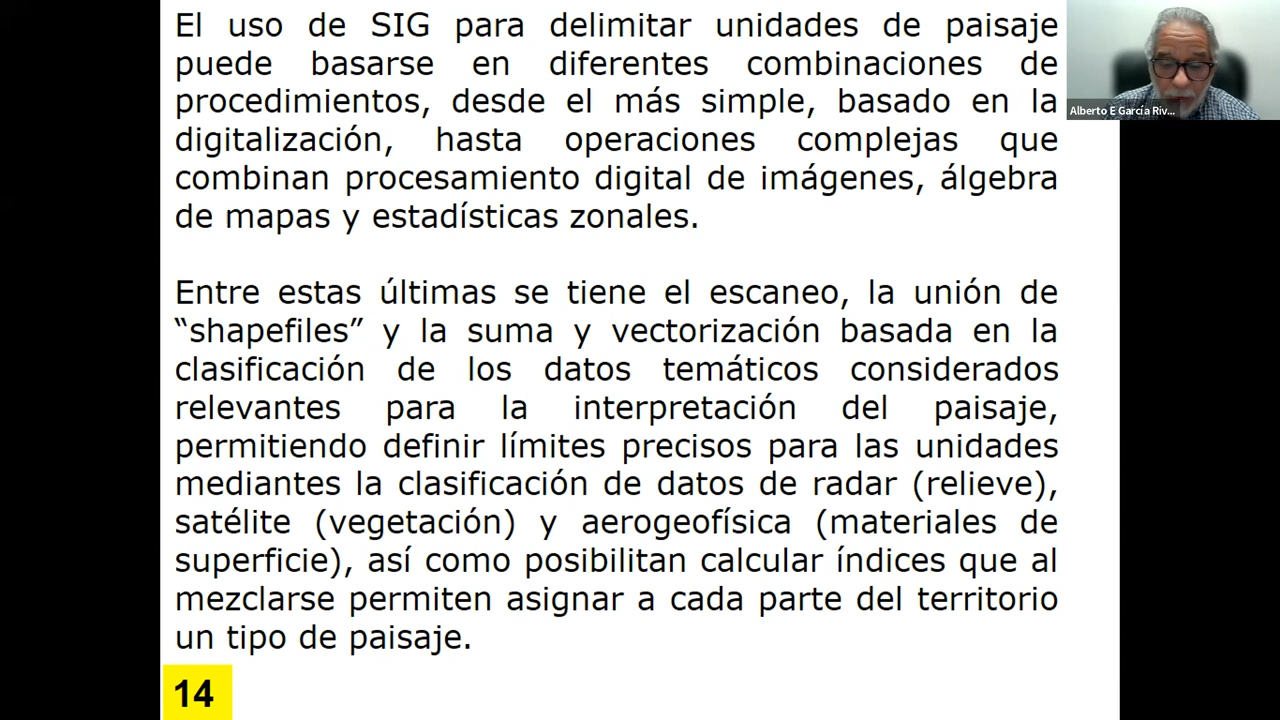 El uso de SIG para delimitar unidades de paisaje
puede basarse en diferentes combinaciones de
procedimientos, desde el más simple, basado en la
digitalización, hasta operaciones complejas que
combinan procesamiento digital de imágenes, álgebra
de mapas y estadísticas zonales.
Entre estas últimas se tiene el escaneo, la unión de
“shapefiles” y la suma y vectorización basada en la
clasificación de los datos temáticos considerados
relevantes para la interpretación del paisaje,
permitiendo definir límites precisos para las unidades
mediantes la clasificación de datos de radar (relieve),
satélite (vegetación) y aerogeofísica (materiales de
superficie), así como posibilitan calcular índices que al
mezclarse permiten asignar a cada parte del territorio
un tipo de paisaje.
14
Alberto E García Riv...